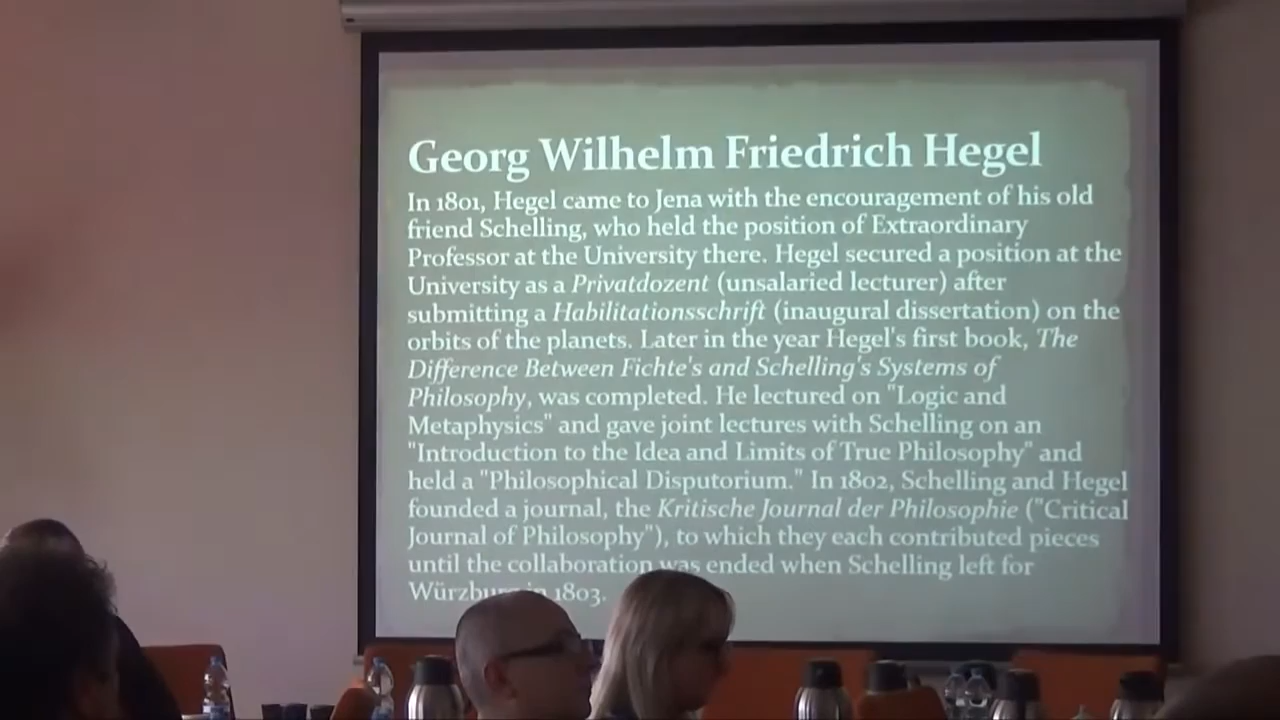 Georg Wilhelm Friedrich Hegel
In 1801, Hegel came to Jena with the encouragement of his old
friend Schelling, who held the position of Extraordinary
Professor at the University there. Hegel secured a position at the
University as a Privatdozent (unsalaried lecturer) after
submitting a Habilitationsschrift (inaugural dissertation) on the
orbits of the planets. Later in the year Hegel's first book, The
Difference Between Fichte's and Schelling's Systems of
Philosophy, was completed. He lectured on "Logic and
Metaphysics" and gave joint lectures with Schelling on an
"Introduction to the Idea and Limits of True Philosophy" and
held a "Philosophical Disputorium." In 1802, Schelling and Hegel
founded a journal, the Kritische Journal der Philosophie ("Critical
Journal of Philosophy"), to which they each contributed pieces
until the collaboration was ended when Schelling left for
Würzburg in 1803.